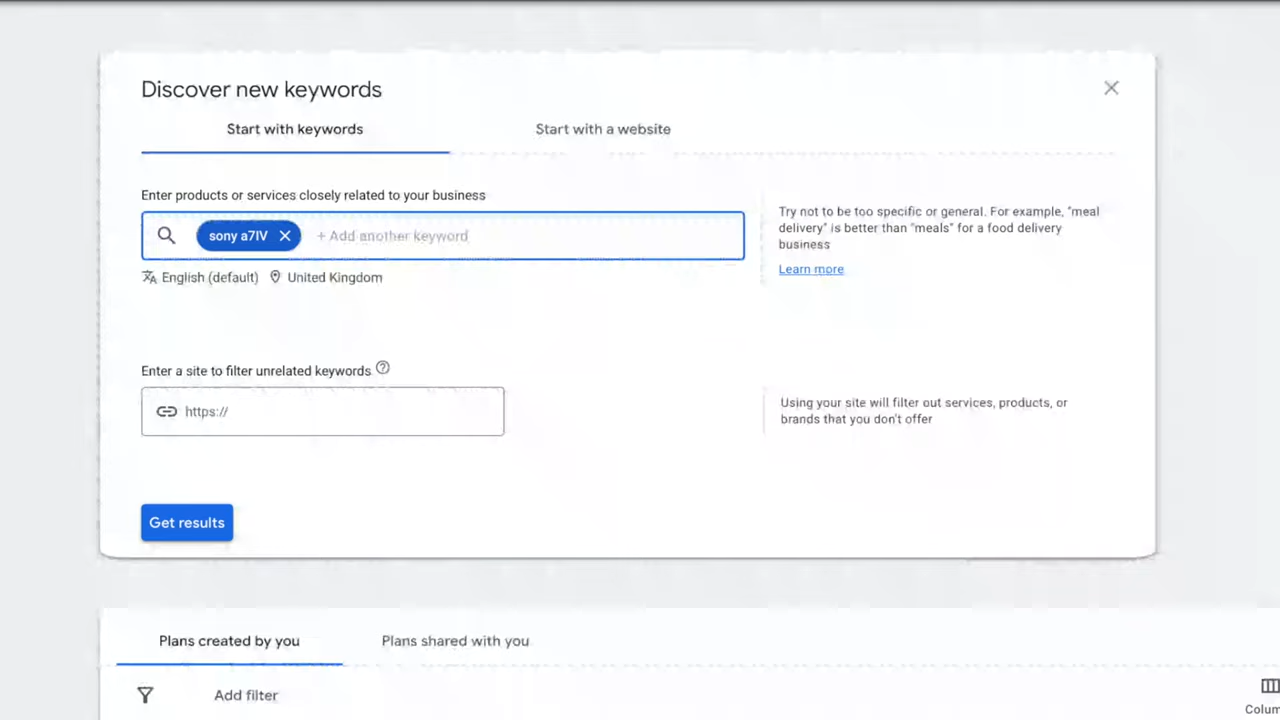 Discover new keywords
Start with keywords
Start with a website
Enter products or services closely related to your business
sony a7IV
+ Add another keyword
Try not to be too specific or general. For example, "meal
delivery" is better than "meals" for a food delivery
business
Learn more
English (default)
United Kingdom
Enter a site to filter unrelated keywords
https://
Using your site will filter out services, products, or
brands that you don't offer
Get results
Plans created by you
Plans shared with you
Add filter